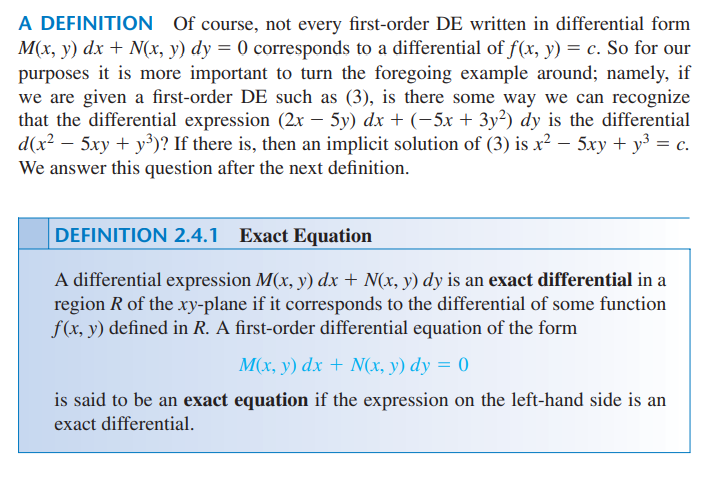 A DEFINITION Of course, not every first-order DE written in differential form
M(x, y) dx + N(x, y) dy = 0 corresponds to a differential of f(x, y) = c. So for our
purposes it is more important to turn the foregoing example around; namely, if
we are given a first-order DE such as (3), is there some way we can recognize
that the differential expression (2x − 5y) dx + (−5x + 3y²) dy is the differential
d(x² − 5xy + y³)? If there is, then an implicit solution of (3) is x² − 5xy + y³ = c.
We answer this question after the next definition.
DEFINITION 2.4.1 Exact Equation
A differential expression M(x, y) dx + N(x, y) dy is an exact differential in a
region R of the xy-plane if it corresponds to the differential of some function
f(x, y) defined in R. A first-order differential equation of the form
M(x, y) dx + N(x, y) dy = 0
is said to be an exact equation if the expression on the left-hand side is an
exact differential.